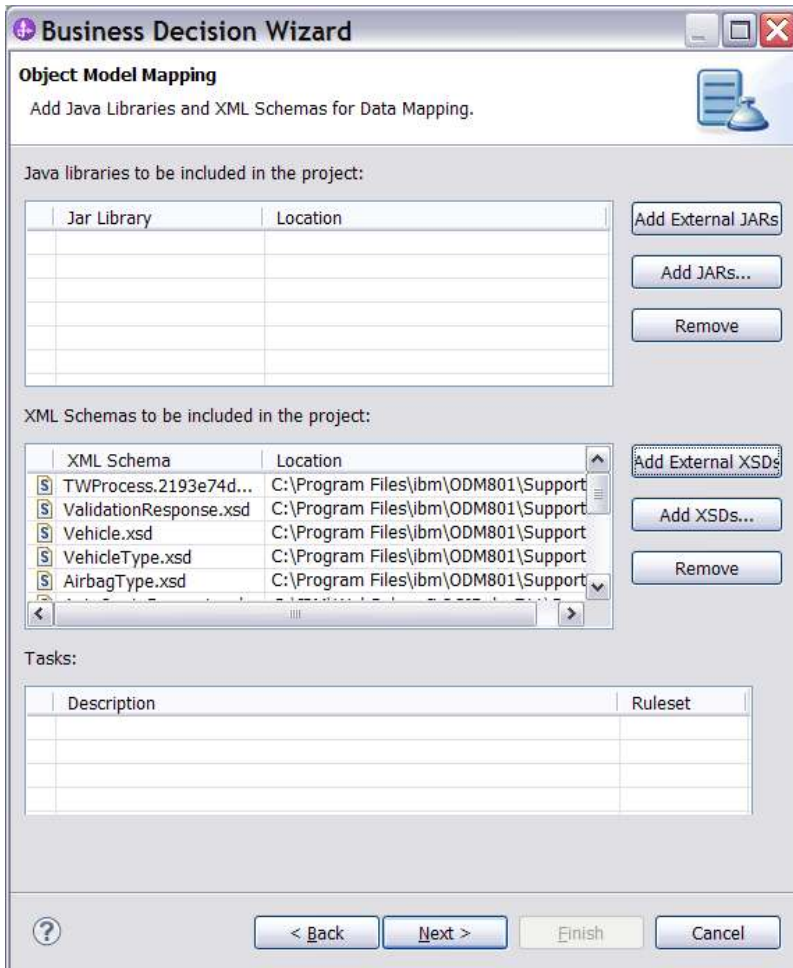 Business Decision Wizard
Object Model Mapping
Add Java Libraries and XML Schemas for Data Mapping.
Java libraries to be included in the project:
Jar Library Location
Add External JARs
Add JARs...
Remove
XML Schemas to be included in the project:
XML Schema Location
Add External XSDs
TWProcess.2193e74d... C:\Program Files\ibm\ODM801\Support
ValidationResponse.xsd C:\Program Files\ibm\ODM801\Support
Add XSDs...
Vehicle.xsd C:\Program Files\ibm\ODM801\Support
VehicleType.xsd C:\Program Files\ibm\ODM801\Support
Remove
AirbagType.xsd C:\Program Files\ibm\ODM801\Support
Tasks:
Description Ruleset
? < Back Next > Finish Cancel